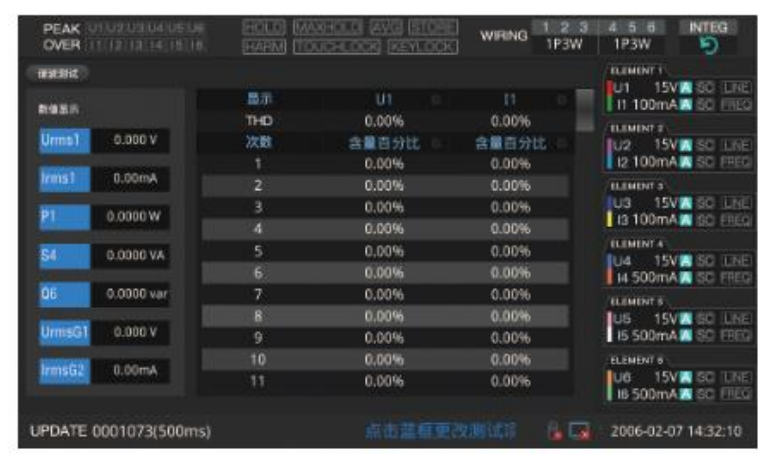 PEAK U1 U2 U3 U4 U5 U6 HOLD MAXHOLD AVG STORE WIRING 1 2 3 4 5 6 INTEG
OVER I1 I2 I3 I4 I5 I6 HARM TOUCHLOCK KEYLOCK 1P3W 1P3W
谐波测试
数值显示
Urms1 0.000 V
Irms1 0.00mA
P1 0.0000 W
S4 0.0000 VA
Q6 0.0000 var
UrmsG1 0.000 V
IrmsG2 0.00mA
显示 U1 I1
THD 0.00% 0.00%
次数 含量百分比 含量百分比
1 0.00% 0.00%
2 0.00% 0.00%
3 0.00% 0.00%
4 0.00% 0.00%
5 0.00% 0.00%
6 0.00% 0.00%
7 0.00% 0.00%
8 0.00% 0.00%
9 0.00% 0.00%
10 0.00% 0.00%
11 0.00% 0.00%
ELEMENT 1
U1 15V A SC LINE
I1 100mA A SC FREQ
ELEMENT 2
U2 15V A SC LINE
I2 100mA A SC FREQ
ELEMENT 3
U3 15V A SC LINE
I3 100mA A SC FREQ
ELEMENT 4
U4 15V A SC LINE
I4 500mA A SC FREQ
ELEMENT 5
U5 15V A SC LINE
I5 500mA A SC FREQ
ELEMENT 6
U6 15V A SC LINE
I6 500mA A SC FREQ
UPDATE 0001073(500ms) 点击蓝框更改测试 2006-02-07 14:32:10